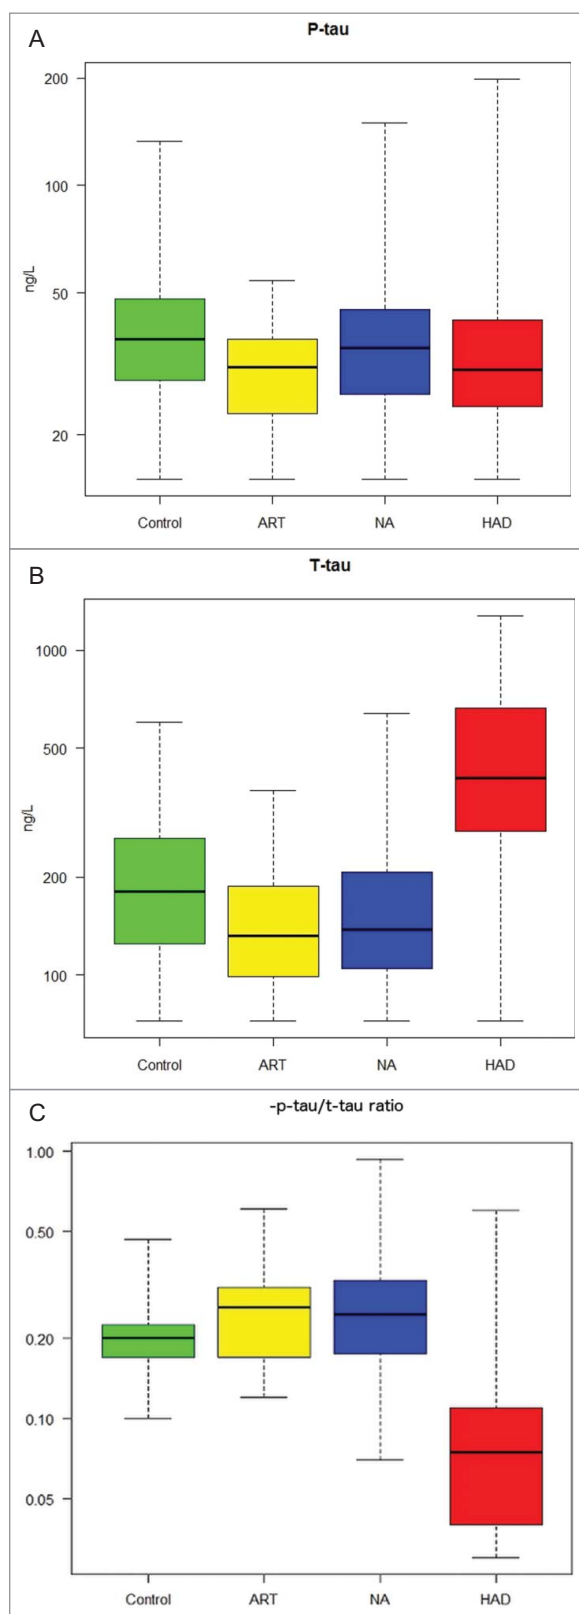 A
P-tau
200
100
50
20
ng/L
Control ART NA HAD
B
T-tau
1000
500
200
100
ng/L
Control ART NA HAD
C
-p-tau/t-tau ratio
1.00
0.50
0.20
0.10
0.05
Control ART NA HAD